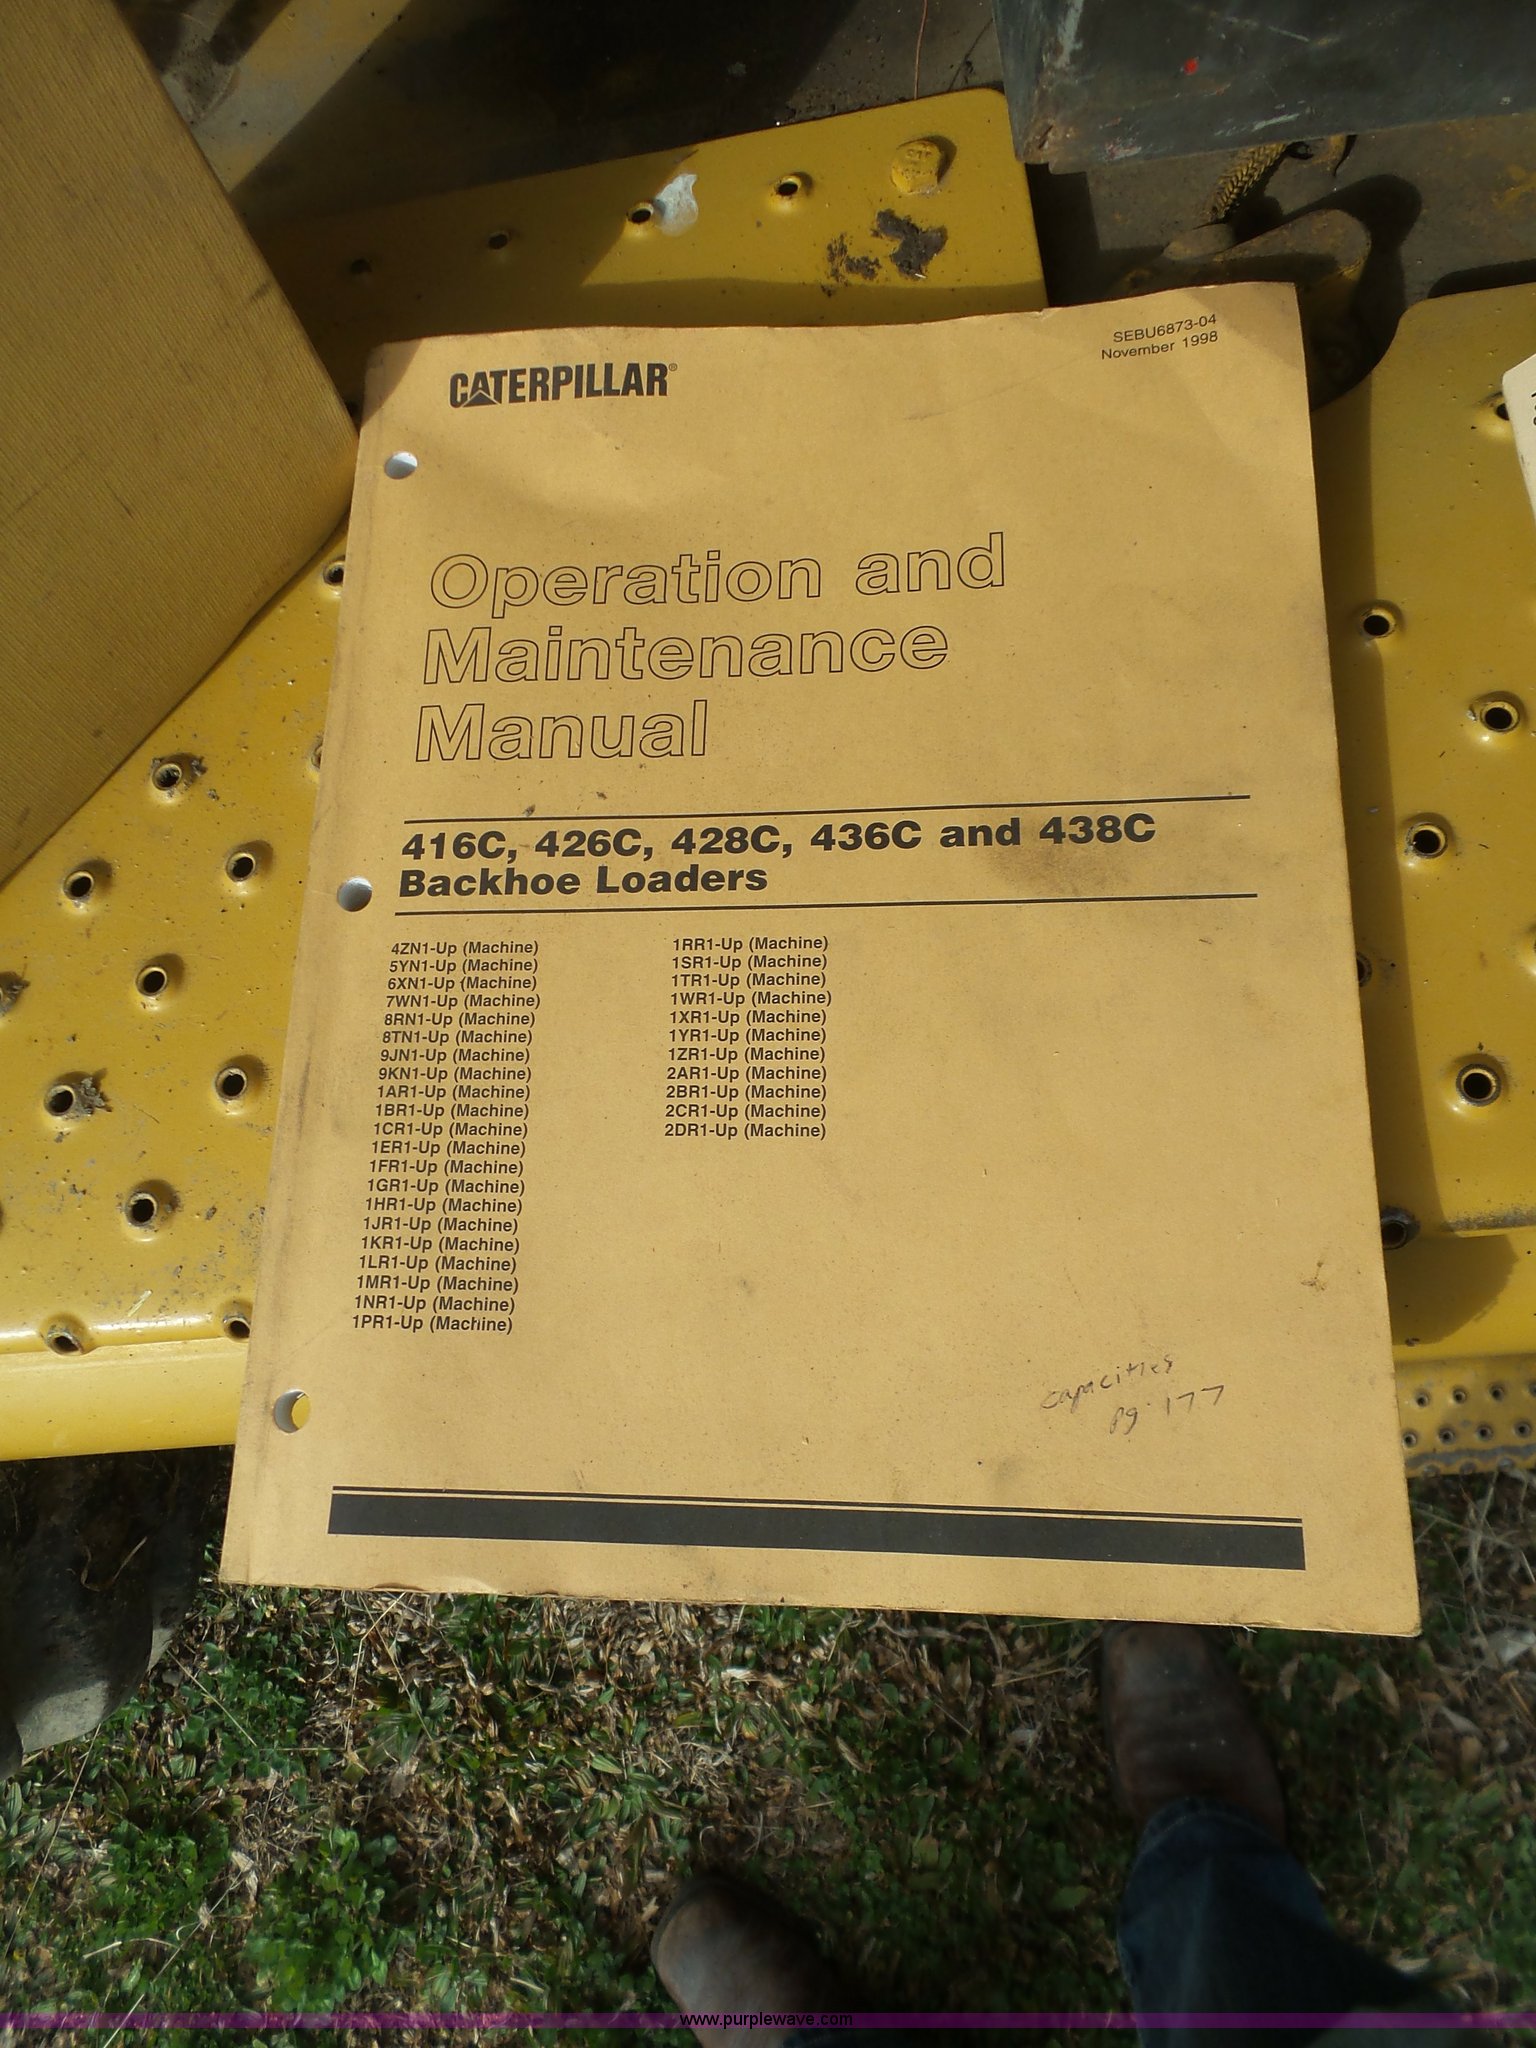 SEBU6873-04
November 1998
CATERPILLAR®
Operation and
Maintenance
Manual
416C, 426C, 428C, 436C and 438C
Backhoe Loaders
4ZN1-Up (Machine)
5YN1-Up (Machine)
6XN1-Up (Machine)
7WN1-Up (Machine)
8RN1-Up (Machine)
8TN1-Up (Machine)
9JN1-Up (Machine)
9KN1-Up (Machine)
1AR1-Up (Machine)
1BR1-Up (Machine)
1CR1-Up (Machine)
1ER1-Up (Machine)
1FR1-Up (Machine)
1GR1-Up (Machine)
1HR1-Up (Machine)
1JR1-Up (Machine)
1KR1-Up (Machine)
1LR1-Up (Machine)
1MR1-Up (Machine)
1NR1-Up (Machine)
1PR1-Up (Machine)
1RR1-Up (Machine)
1SR1-Up (Machine)
1TR1-Up (Machine)
1WR1-Up (Machine)
1XR1-Up (Machine)
1YR1-Up (Machine)
1ZR1-Up (Machine)
2AR1-Up (Machine)
2BR1-Up (Machine)
2CR1-Up (Machine)
2DR1-Up (Machine)
capacities
pg 177
www.purplewave.com